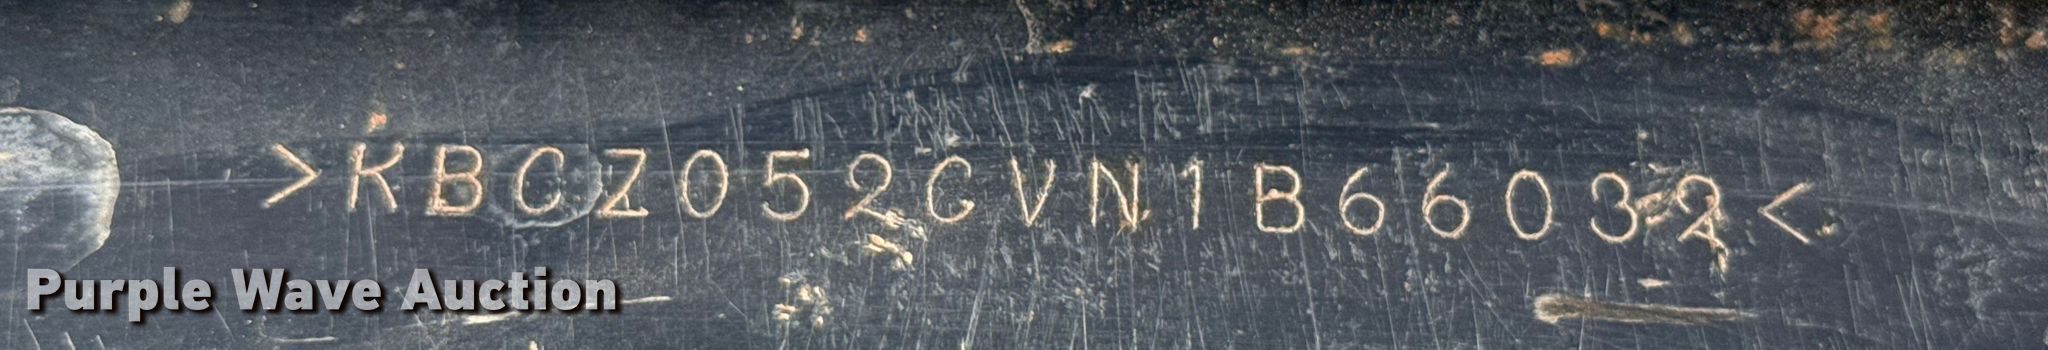 >KBCZ052CVN1B66032<
Purple Wave Auction